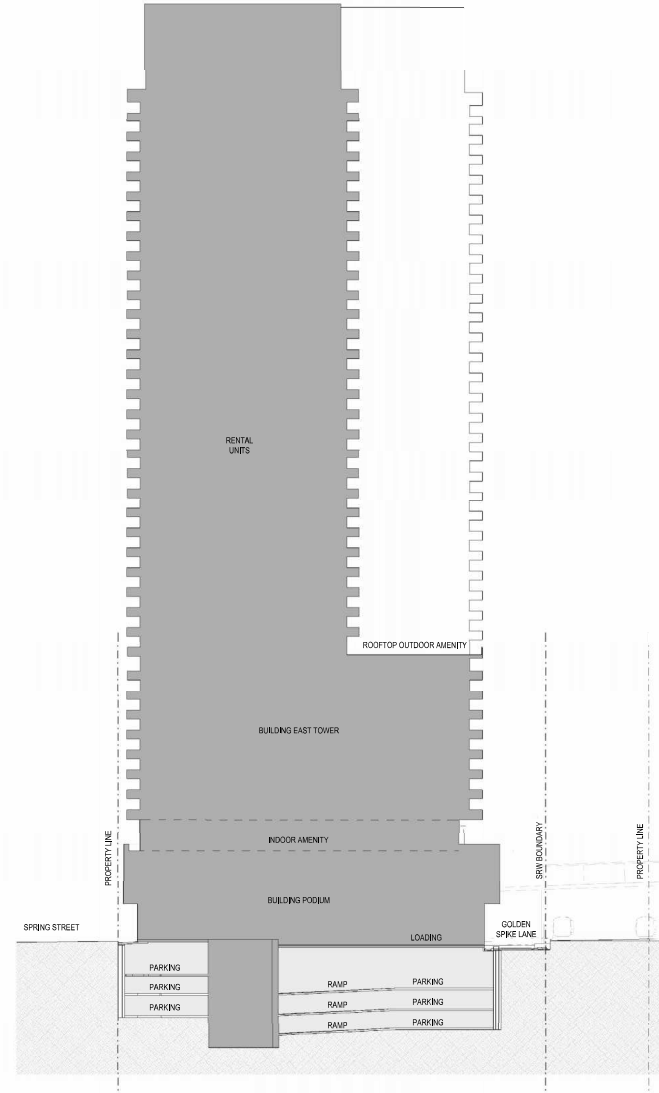 RENTAL
UNITS
ROOFTOP OUTDOOR AMENITY
BUILDING EAST TOWER
INDOOR AMENITY
PROPERTY LINE
SRW BOUNDARY
PROPERTY LINE
BUILDING PODIUM
SPRING STREET
GOLDEN
SPIKE LANE
LOADING
PARKING
PARKING
PARKING
RAMP
PARKING
RAMP
PARKING
RAMP
PARKING